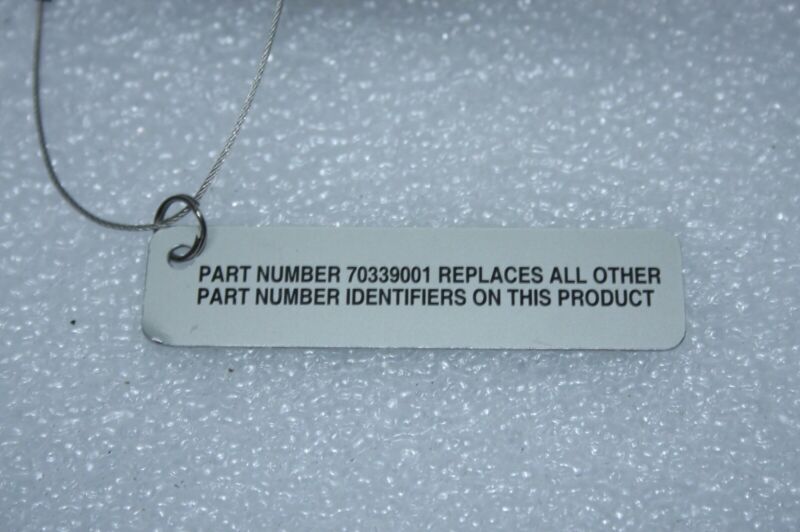 PART NUMBER 70339001 REPLACES ALL OTHER
PART NUMBER IDENTIFIERS ON THIS PRODUCT